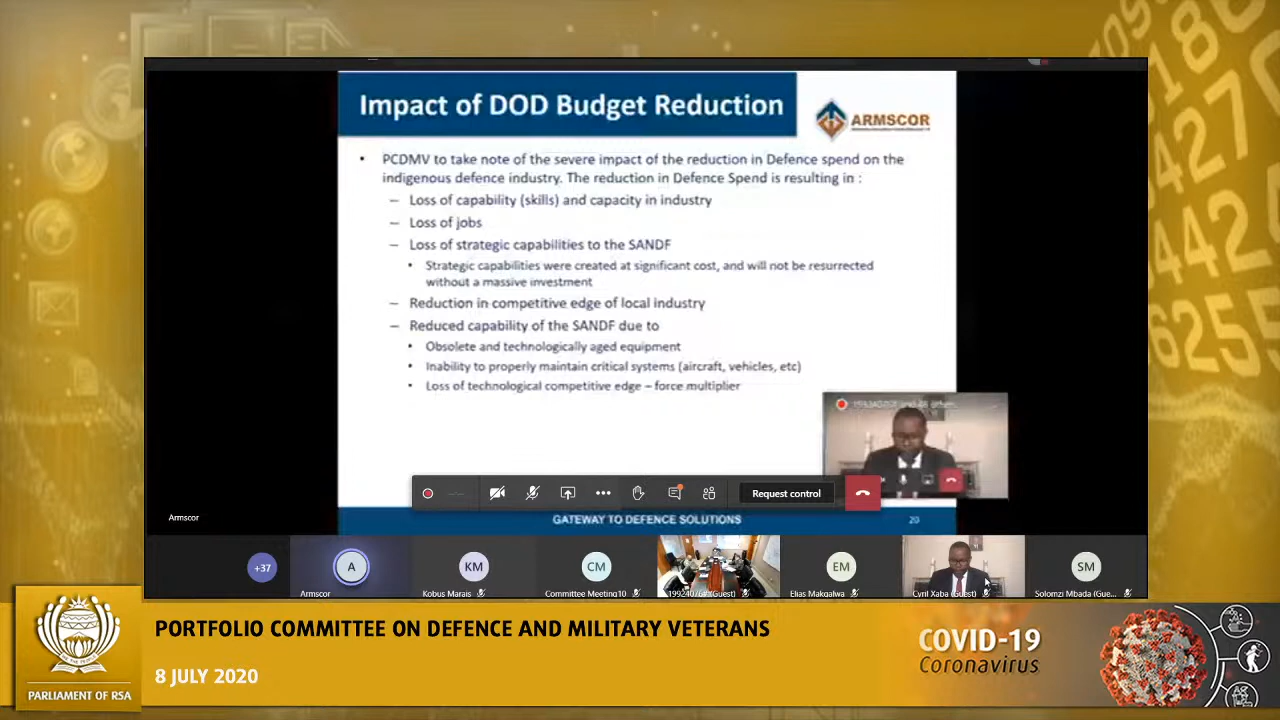 Impact of DOD Budget Reduction
ARMSCOR
• PCDMV to take note of the severe impact of the reduction in Defence spend on the
indigenous defence industry. The reduction in Defence Spend is resulting in :
– Loss of capability (skills) and capacity in industry
– Loss of jobs
– Loss of strategic capabilities to the SANDF
• Strategic capabilities were created at significant cost, and will not be resurrected
without a massive investment
– Reduction in competitive edge of local industry
– Reduced capability of the SANDF due to
• Obsolete and technologically aged equipment
• Inability to properly maintain critical systems (aircraft, vehicles, etc)
• Loss of technological competitive edge – force multiplier
Request control
Armscor
GATEWAY TO DEFENCE SOLUTIONS
20
+37
A
KM
CM
EM
SM
Armscor
Kobus Marais
Committee Meeting10
(Guest)
Elias Makgalwa
Cyril Xaba (Guest)
Solomzi Mbada (Gue...
PORTFOLIO COMMITTEE ON DEFENCE AND MILITARY VETERANS
8 JULY 2020
PARLIAMENT OF RSA
COVID-19
Coronavirus